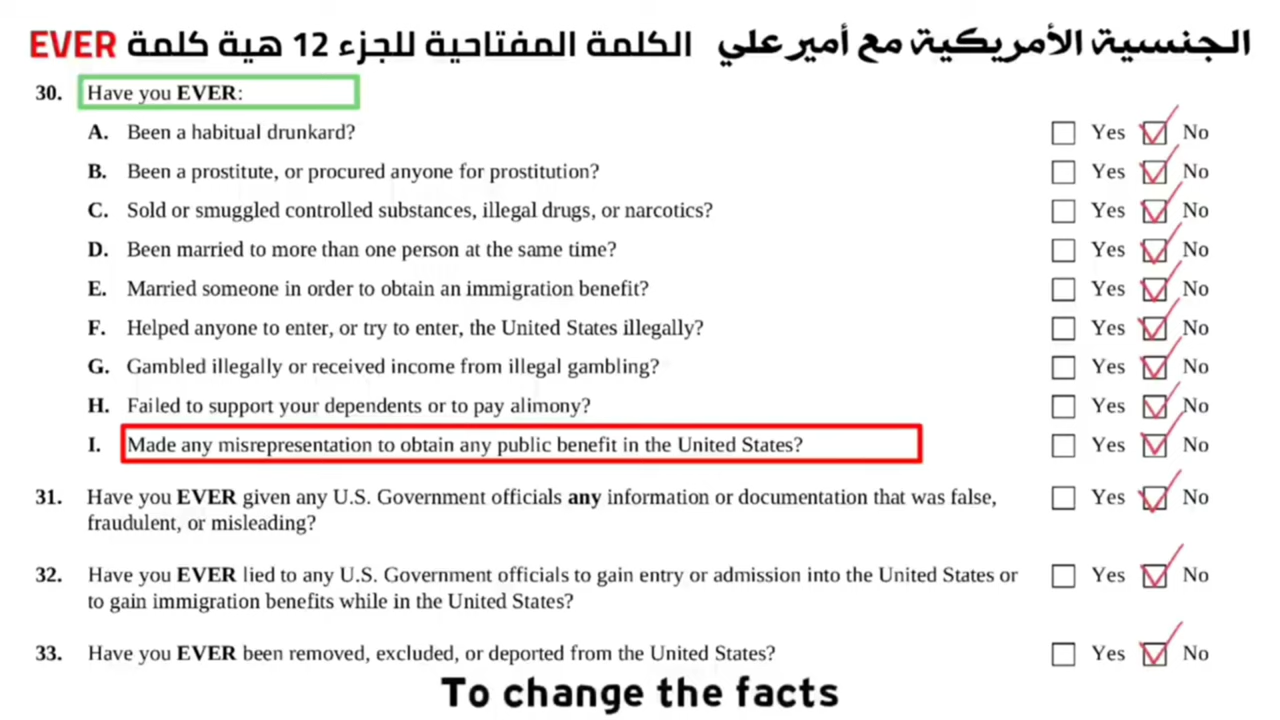 الجنسية الأمريكية مع أمير علي الكلمة المفتاحية للجزء 12 هية كلمة EVER
30. Have you EVER:
A. Been a habitual drunkard? Yes No
B. Been a prostitute, or procured anyone for prostitution? Yes No
C. Sold or smuggled controlled substances, illegal drugs, or narcotics? Yes No
D. Been married to more than one person at the same time? Yes No
E. Married someone in order to obtain an immigration benefit? Yes No
F. Helped anyone to enter, or try to enter, the United States illegally? Yes No
G. Gambled illegally or received income from illegal gambling? Yes No
H. Failed to support your dependents or to pay alimony? Yes No
I. Made any misrepresentation to obtain any public benefit in the United States? Yes No
31. Have you EVER given any U.S. Government officials any information or documentation that was false, Yes No
fraudulent, or misleading?
32. Have you EVER lied to any U.S. Government officials to gain entry or admission into the United States or Yes No
to gain immigration benefits while in the United States?
33. Have you EVER been removed, excluded, or deported from the United States? Yes No
To change the facts